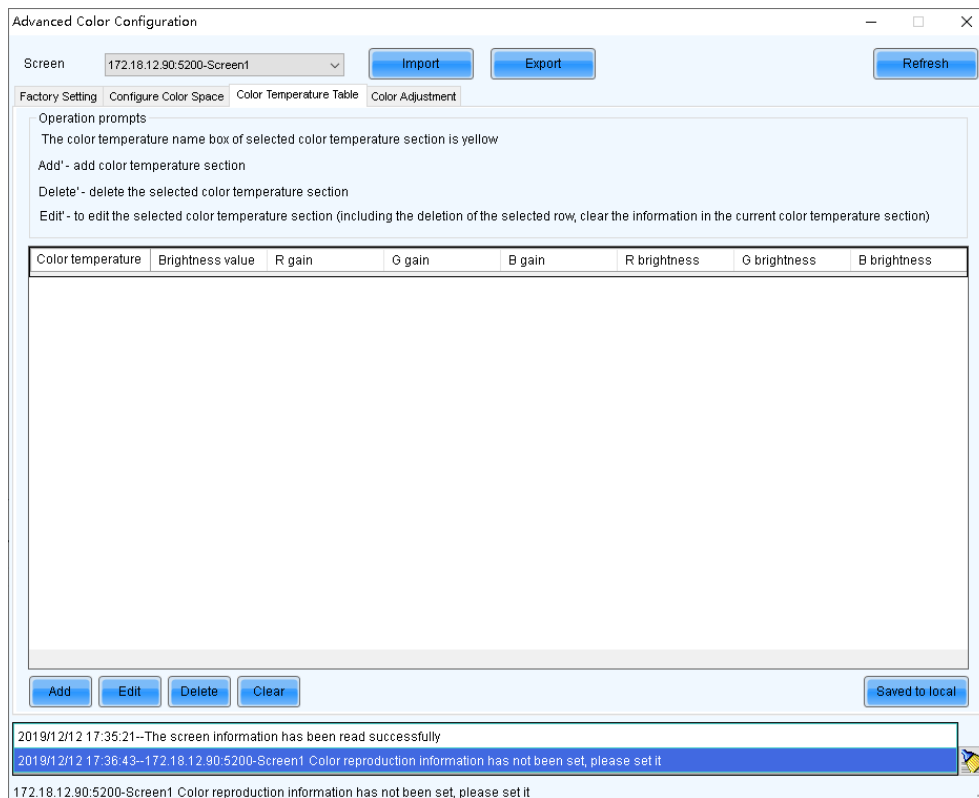 Advanced Color Configuration
Screen 172.18.12.90:5200-Screen1 Import Export Refresh
Factory Setting Configure Color Space Color Temperature Table Color Adjustment
Operation prompts
The color temperature name box of selected color temperature section is yellow
Add' - add color temperature section
Delete' - delete the selected color temperature section
Edit' - to edit the selected color temperature section (including the deletion of the selected row, clear the information in the current color temperature section)
Color temperature Brightness value R gain G gain B gain R brightness G brightness B brightness
Add Edit Delete Clear Saved to local
2019/12/12 17:35:21--The screen information has been read successfully
2019/12/12 17:36:43--172.18.12.90:5200-Screen1 Color reproduction information has not been set, please set it
172.18.12.90:5200-Screen1 Color reproduction information has not been set, please set it